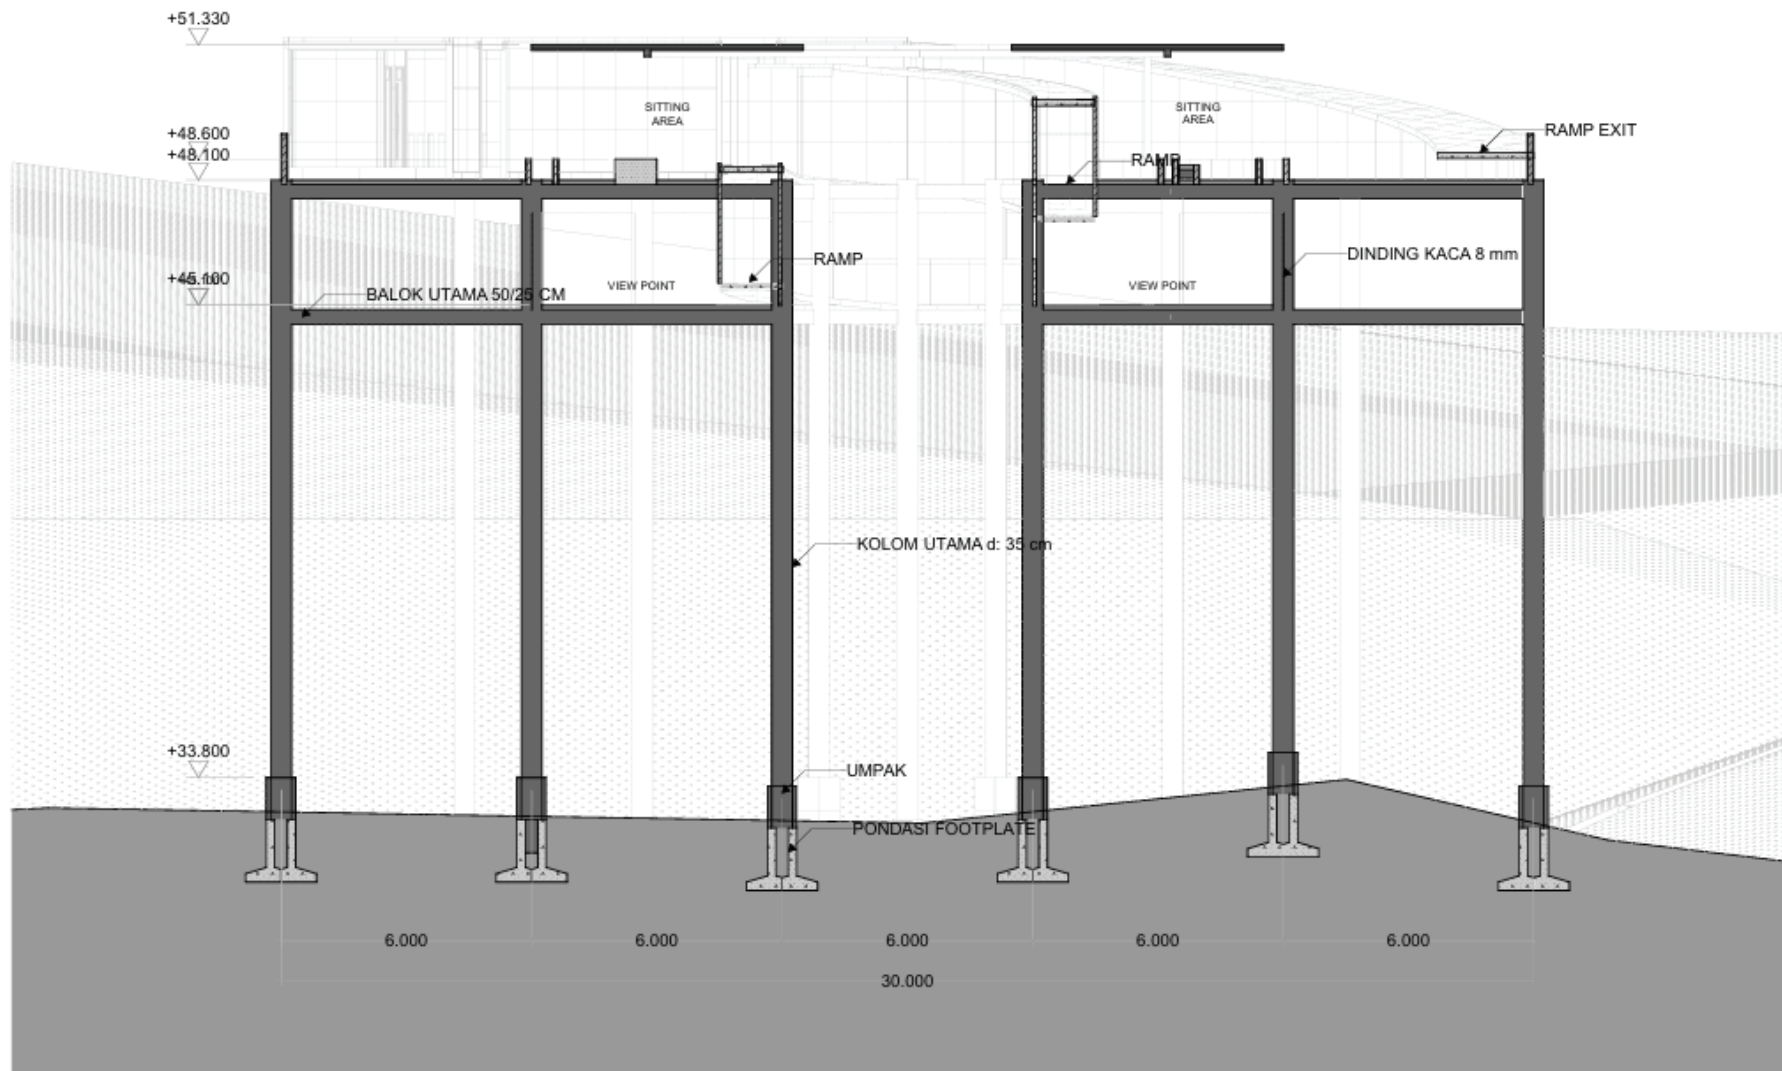 +51.330
SITTING
AREA
SITTING
AREA
RAMP EXIT
+48.600
+48.100
RAMP
DINDING KACA 8 mm
RAMP
+45.100
BALOK UTAMA 50/25 CM
VIEW POINT
VIEW POINT
KOLOM UTAMA d: 35 cm
+33.800
UMPAK
PONDASI FOOTPLATE
6.000 6.000 6.000 6.000 6.000
30.000